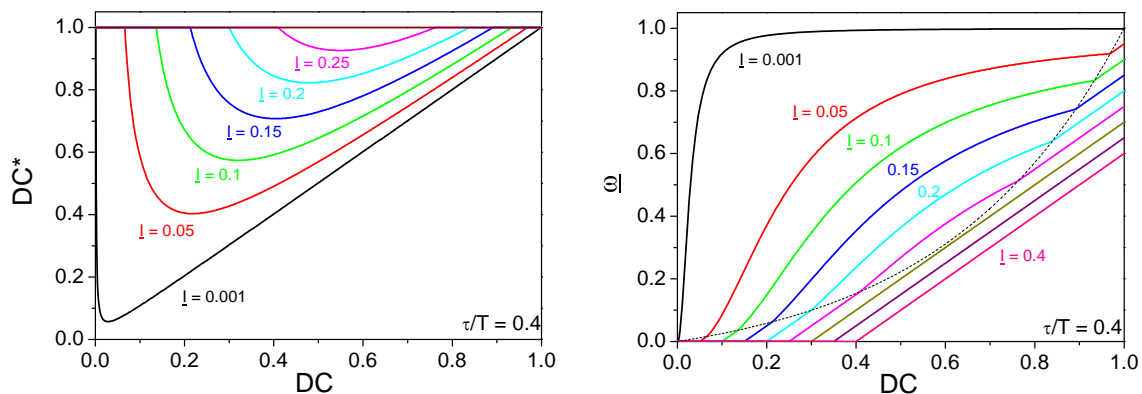 DC*
1.0
0.8
0.6
0.4
0.2
0.0
l = 0.25
l = 0.2
l = 0.15
l = 0.1
l = 0.05
l = 0.001
τ/T = 0.4
0.0 0.2 0.4 0.6 0.8 1.0
DC
ω
1.0
0.8
0.6
0.4
0.2
0.0
l = 0.001
l = 0.05
l = 0.1
0.15
0.2
l = 0.4
τ/T = 0.4
0.0 0.2 0.4 0.6 0.8 1.0
DC